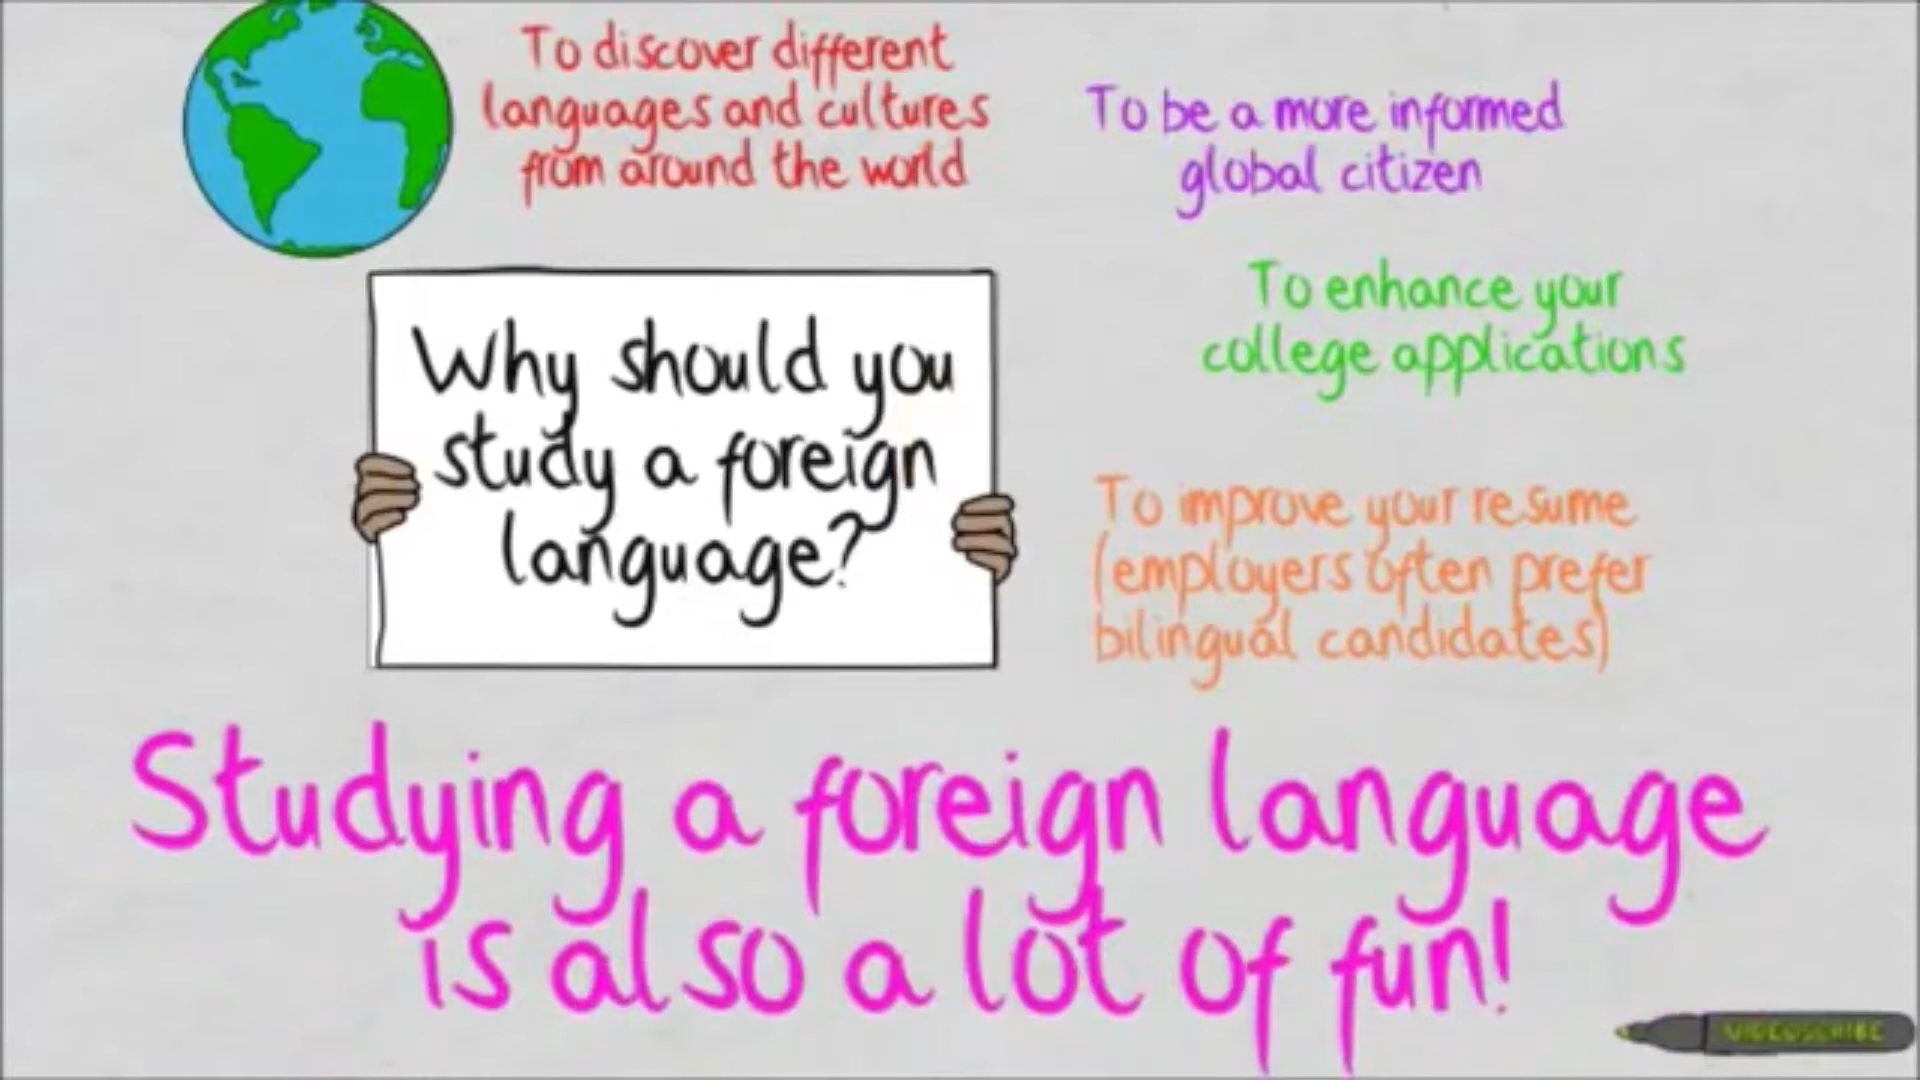 To discover different
languages and cultures
from around the world
To be a more informed
global citizen
To enhance your
college applications
Why should you
study a foreign
language?
To improve your resume
(employers often prefer
bilingual candidates)
Studying a foreign language
is also a lot of fun!
VIDEOSCRIBE